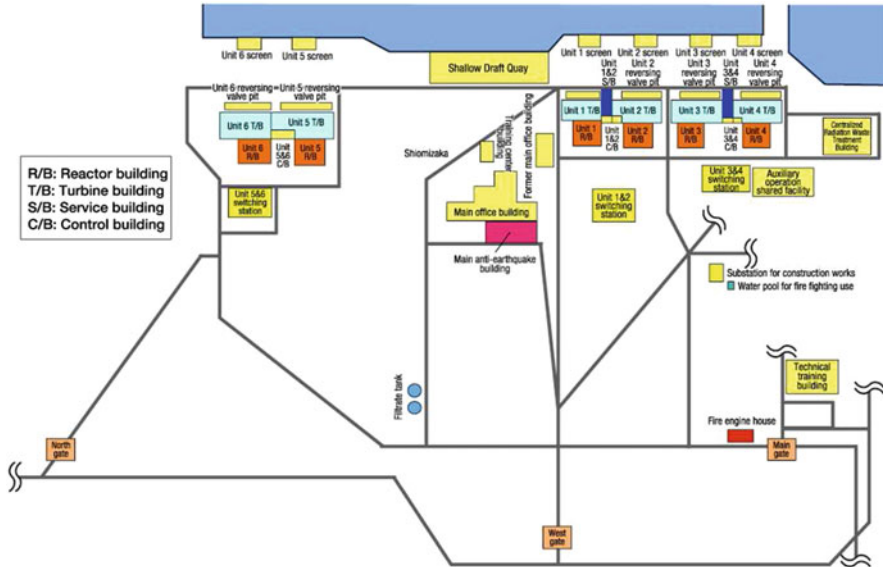 Unit 6 screen
Unit 5 screen
Shallow Draft Quay
Unit 1 screen
Unit 2 screen
Unit 3 screen
Unit 4 screen
Unit
1&2
S/B
Unit 2
reversing
valve pit
Unit 1 reversing
valve pit
Unit 3 reversing
valve pit
Unit
3&4
S/B
Unit 4
reversing
valve pit
Unit 6 reversing
valve pit
Unit 5 reversing
valve pit
Unit 6 T/B
Unit 5 T/B
Unit 6
R/B
Unit
5&6
C/B
Unit 5
R/B
Unit 1 T/B
Unit 2 T/B
Unit 3 T/B
Unit 4 T/B
Unit 1
R/B
Unit
1&2
C/B
Unit 2
R/B
Unit 3
R/B
Unit
3&4
C/B
Unit 4
R/B
Centralized
Radiation Waste
Treatment
Building
R/B: Reactor building
T/B: Turbine building
S/B: Service building
C/B: Control building
Shiomizaka
Training center
building
Former main office building
Unit 5&6
switching
station
Main office building
Main anti-earthquake
building
Unit 1&2
switching
station
Unit 3&4
switching
station
Auxiliary
operation
shared facility
Substation for construction works
Water pool for fire fighting use
Filtrate tank
Technical
training
building
Fire engine house
North
gate
Main
gate
West
gate